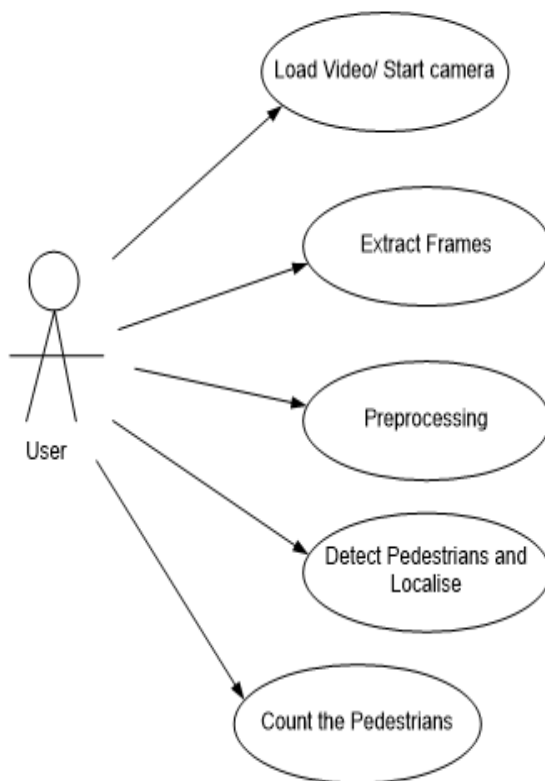 Load Video/ Start camera
Extract Frames
Preprocessing
User
Detect Pedestrians and
Localise
Count the Pedestrians